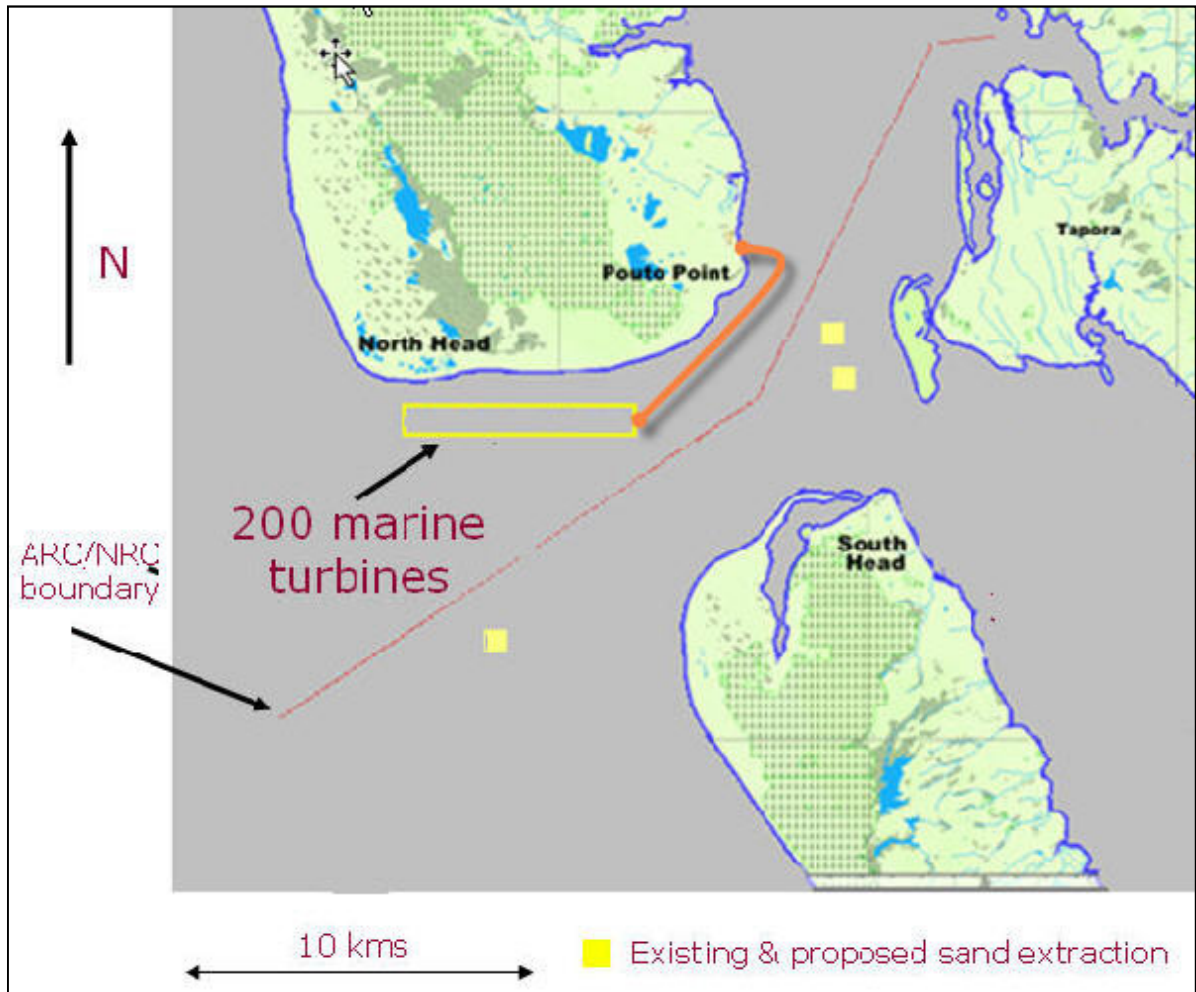 N
Tapora
Pouto Point
North Head
200 marine
turbines
ARC/NRC
boundary
South
Head
10 kms
Existing & proposed sand extraction